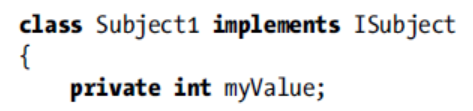 class Subject1 implements ISubject
{
private int myValue;